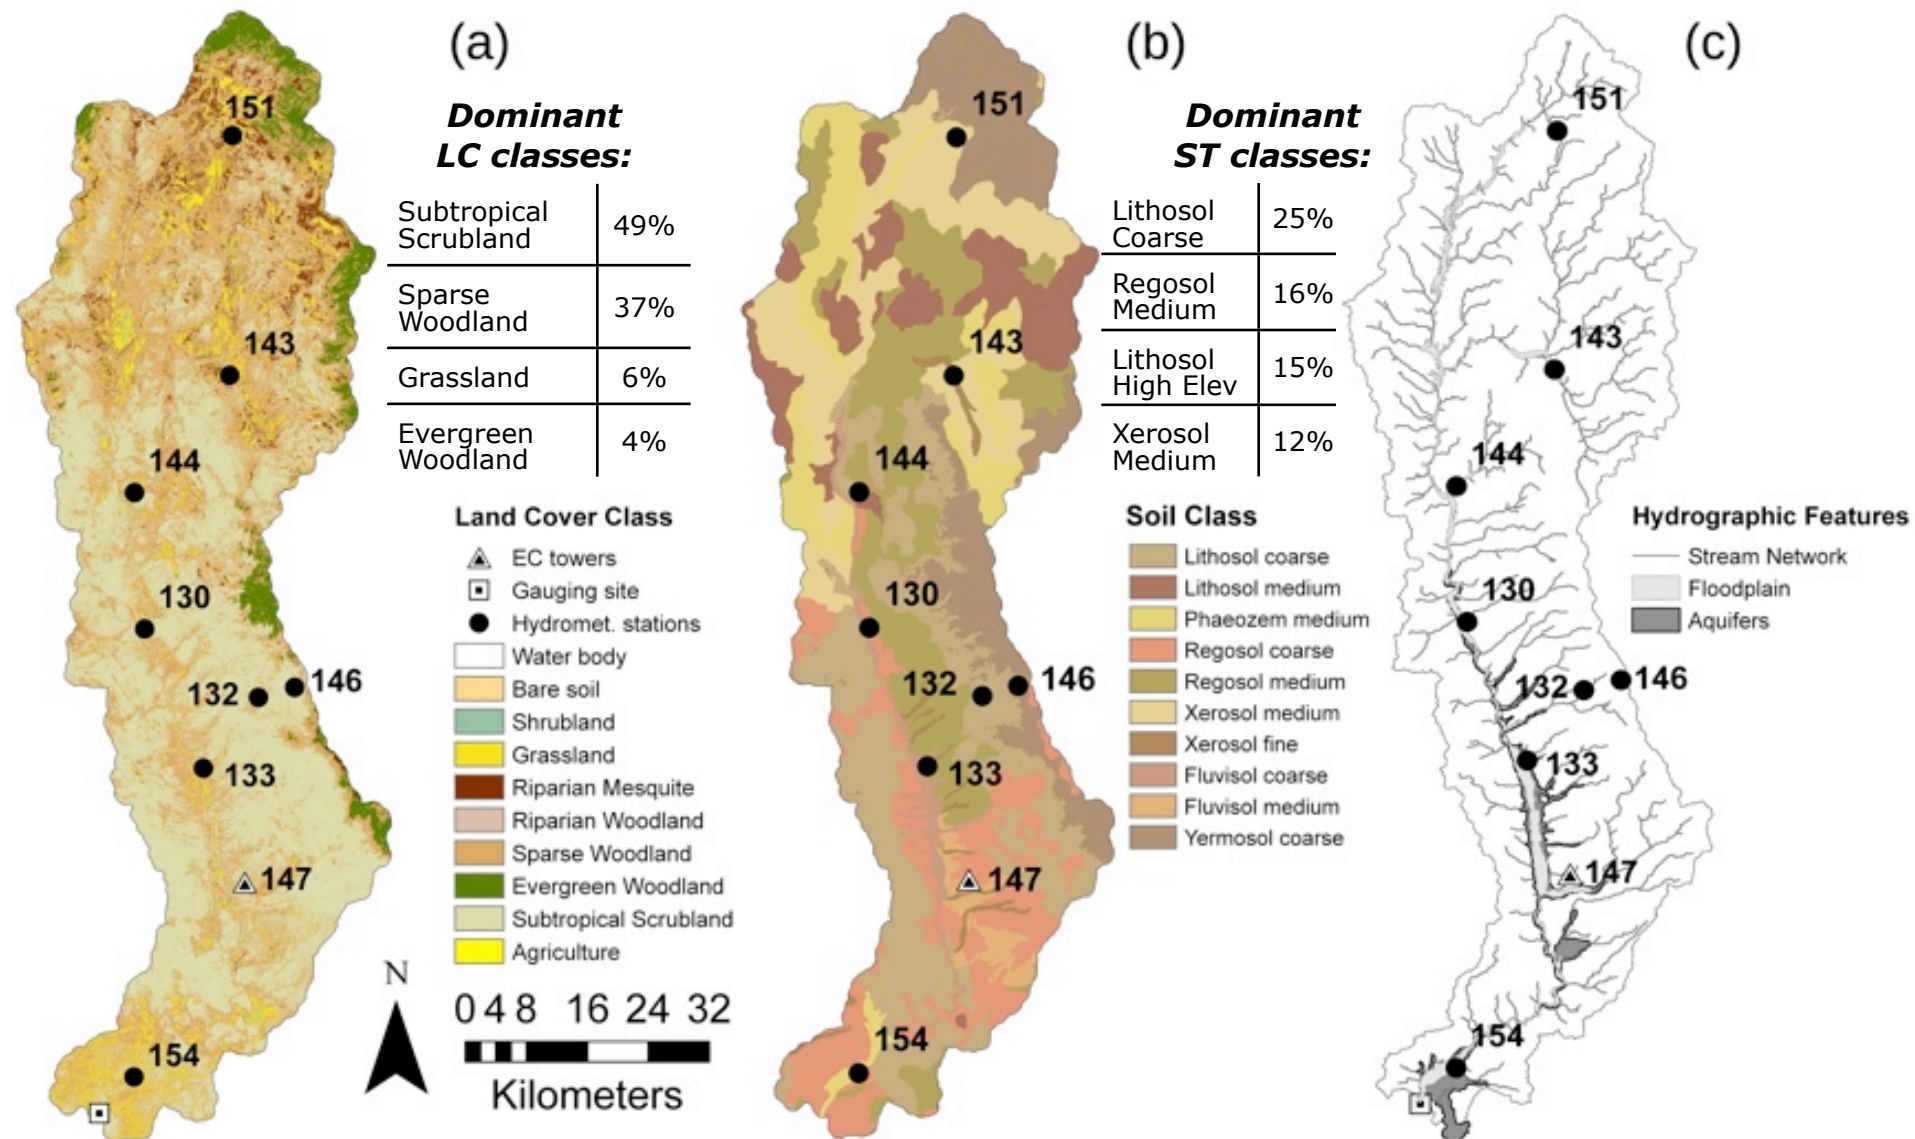 (a)
151
143
144
130
132
146
133
147
154
Dominant
LC classes:
Subtropical
Scrubland
49%
Sparse
Woodland
37%
Grassland
6%
Evergreen
Woodland
4%
Land Cover Class
EC towers
Gauging site
Hydromet. stations
Water body
Bare soil
Shrubland
Grassland
Riparian Mesquite
Riparian Woodland
Sparse Woodland
Evergreen Woodland
Subtropical Scrubland
Agriculture
N
0 4 8 16 24 32
Kilometers
(b)
151
143
144
130
132
146
133
147
154
Dominant
ST classes:
Lithosol
Coarse
25%
Regosol
Medium
16%
Lithosol
High Elev
15%
Xerosol
Medium
12%
Soil Class
Lithosol coarse
Lithosol medium
Phaeozem medium
Regosol coarse
Regosol medium
Xerosol medium
Xerosol fine
Fluvisol coarse
Fluvisol medium
Yermosol coarse
(c)
151
143
144
130
132
146
133
147
154
Hydrographic Features
Stream Network
Floodplain
Aquifers